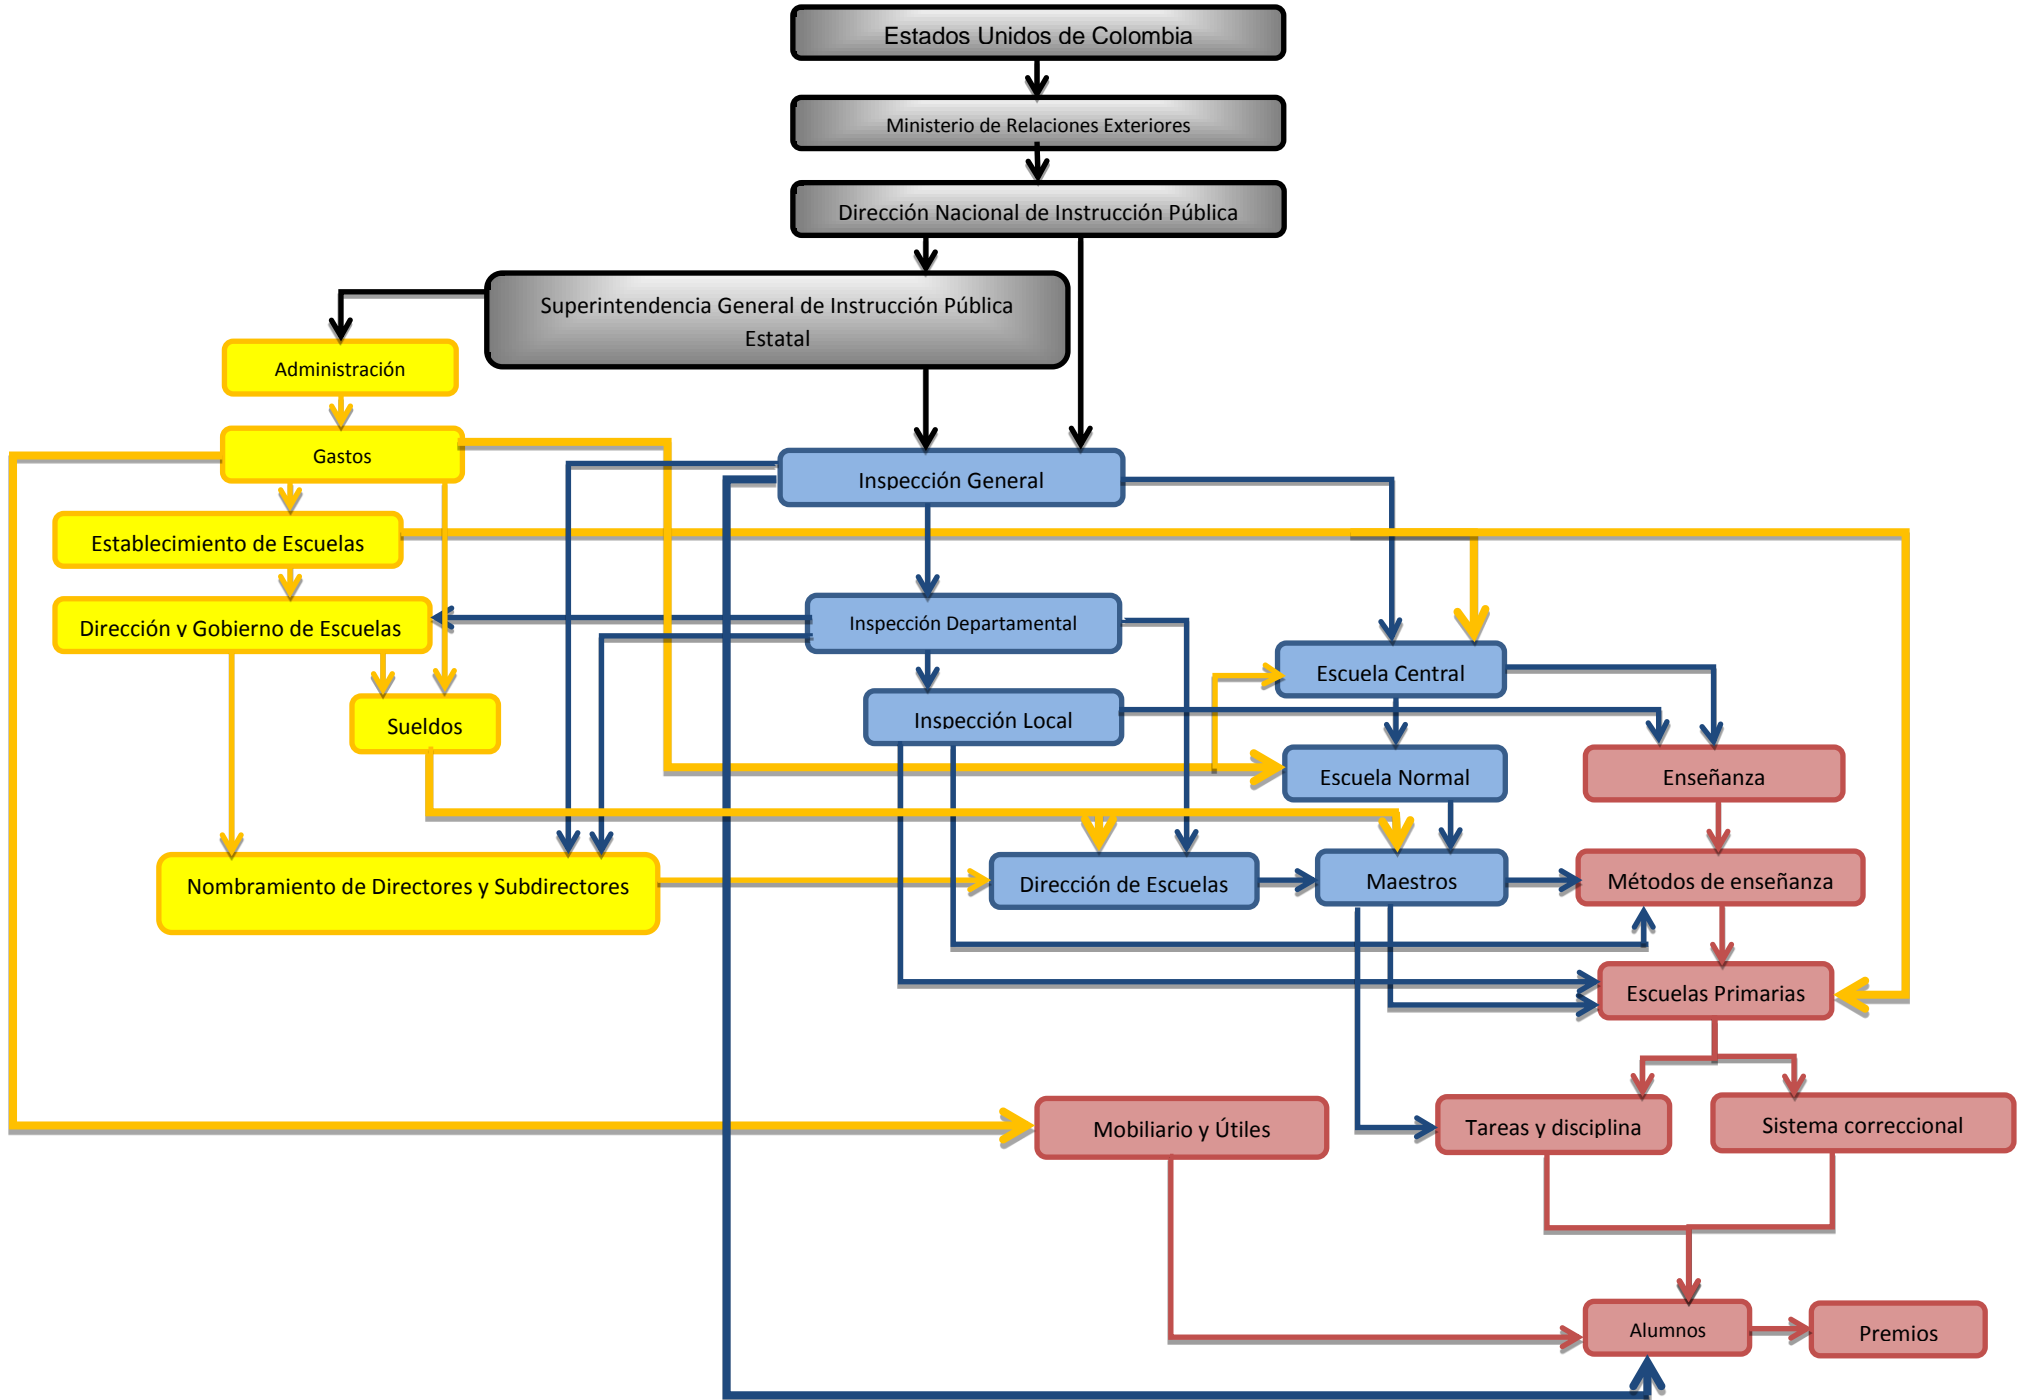 Estados Unidos de Colombia
Ministerio de Relaciones Exteriores
Dirección Nacional de Instrucción Pública
Superintendencia General de Instrucción Pública
Estatal
Administración
Gastos
Inspección General
Establecimiento de Escuelas
Dirección y Gobierno de Escuelas
Inspección Departamental
Escuela Central
Sueldos
Inspección Local
Escuela Normal
Enseñanza
Nombramiento de Directores y Subdirectores
Dirección de Escuelas
Maestros
Métodos de enseñanza
Escuelas Primarias
Mobiliario y Útiles
Tareas y disciplina
Sistema correccional
Alumnos
Premios